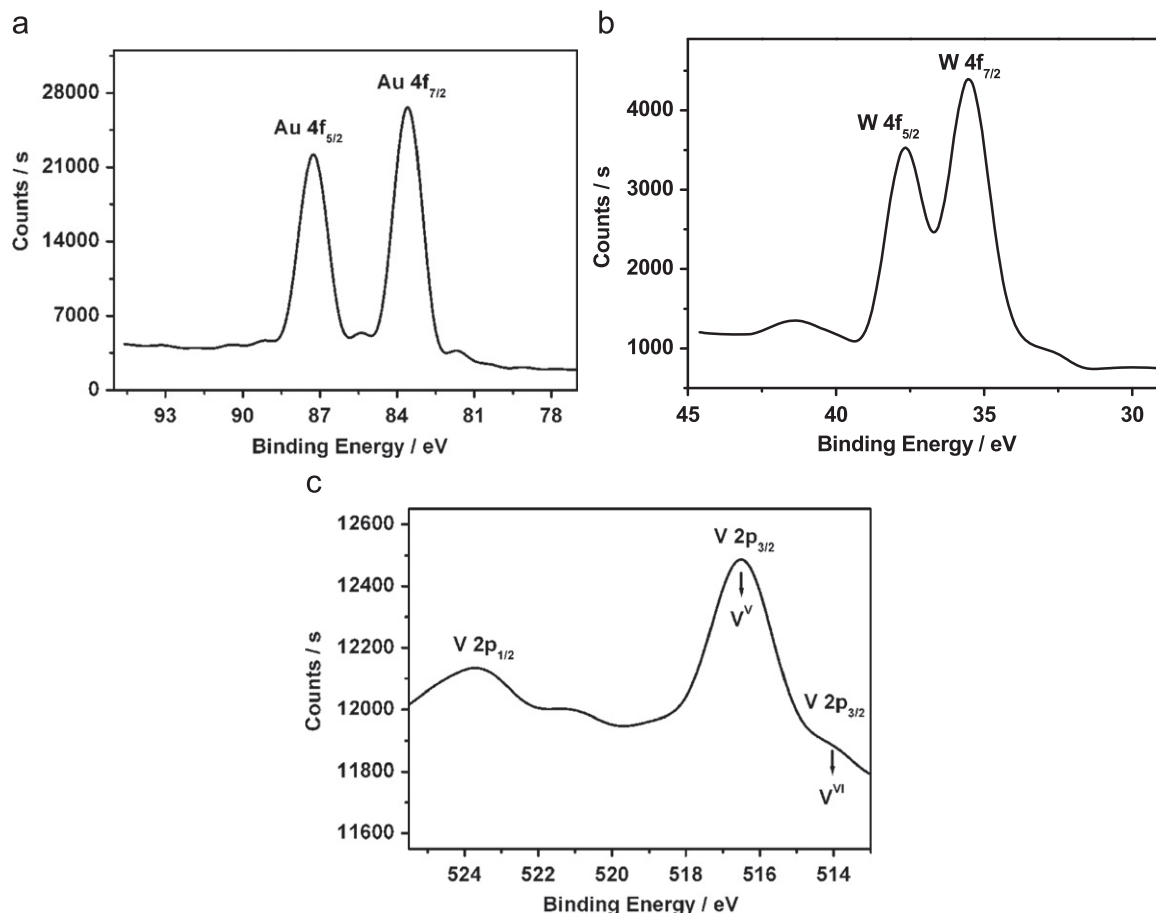 a
Au 4f5/2
Au 4f7/2
28000
21000
14000
7000
0
93 90 87 84 81 78
Counts / s
Binding Energy / eV
b
W 4f5/2
W 4f7/2
4000
3000
2000
1000
45 40 35 30
Counts / s
Binding Energy / eV
c
V 2p1/2
V 2p3/2
V^V
V 2p3/2
V^VI
12600
12400
12200
12000
11800
11600
524 522 520 518 516 514
Counts / s
Binding Energy / eV